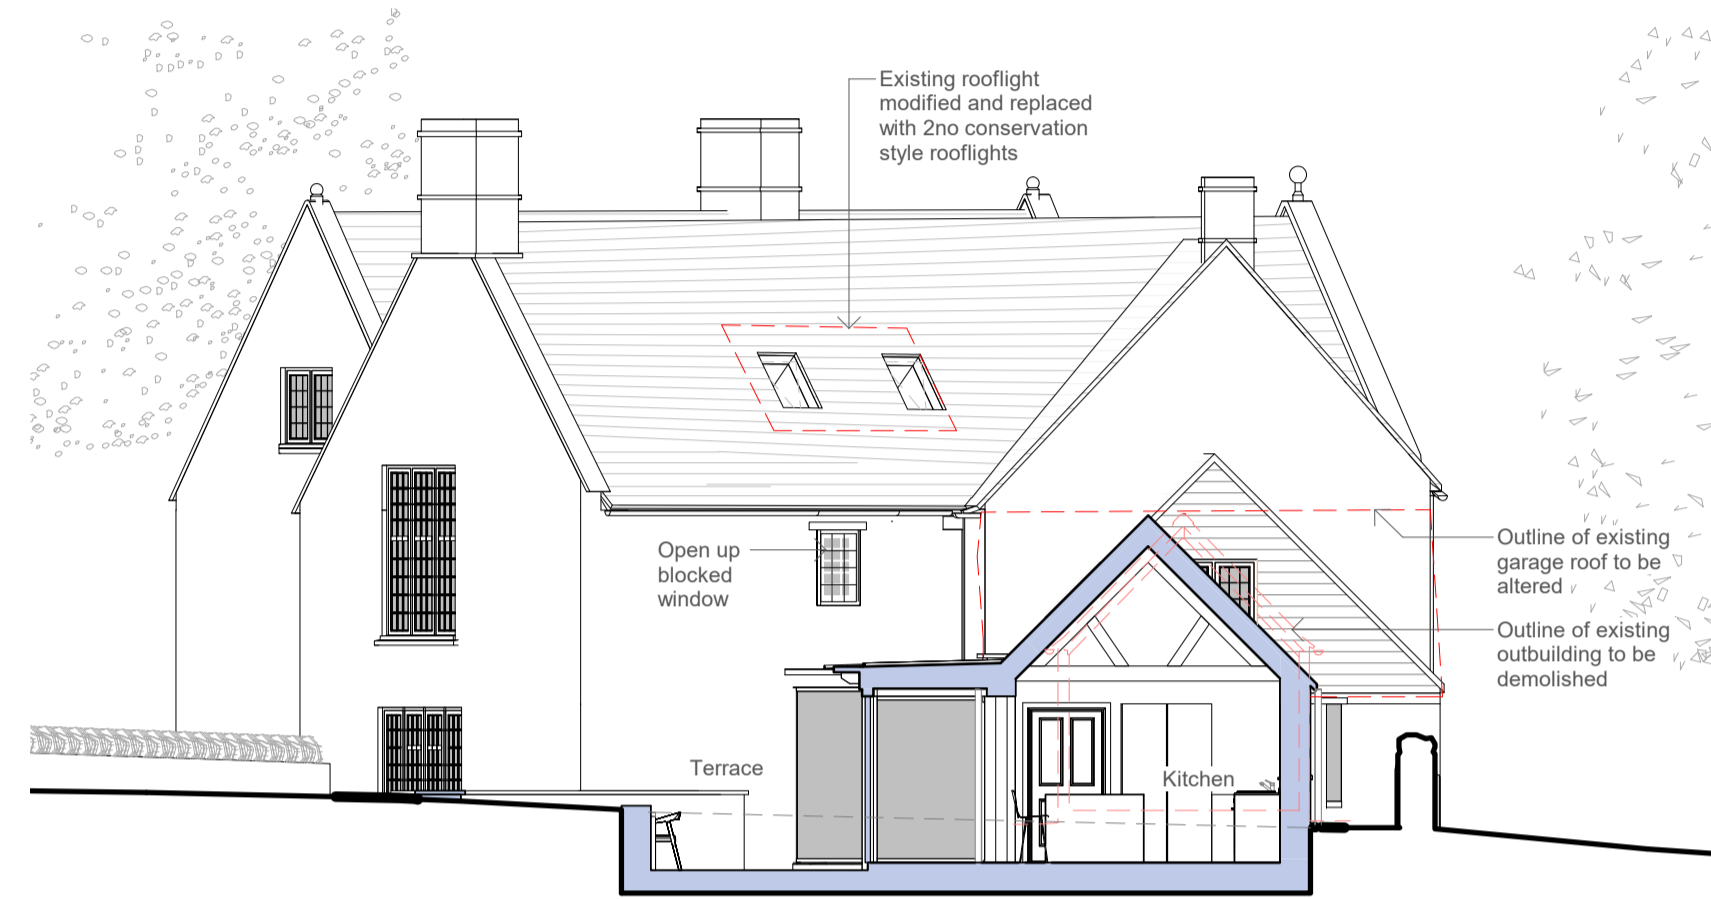 Existing rooflight
modified and replaced
with 2no conservation
style rooflights
Open up
blocked
window
Outline of existing
garage roof to be
altered
Outline of existing
outbuilding to be
demolished
Terrace
Kitchen